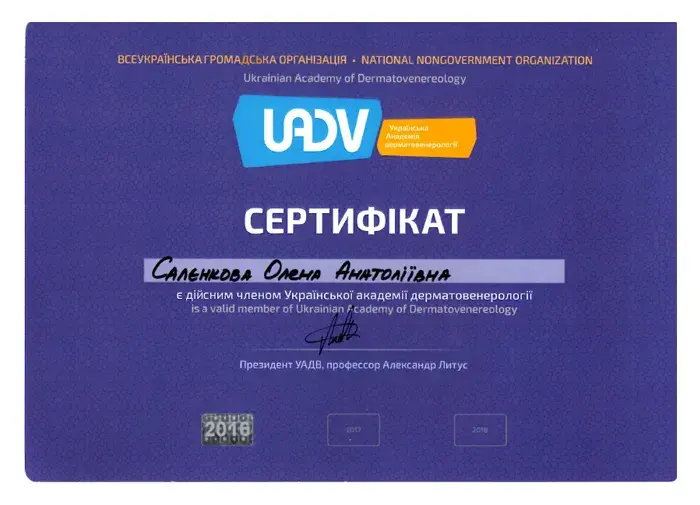 ВСЕУКРАЇНСЬКА ГРОМАДСЬКА ОРГАНІЗАЦІЯ • NATIONAL NONGOVERNMENT ORGANIZATION
Ukrainian Academy of Dermatovenereology
UADV
Українська
Академія
дерматовенерології
СЕРТИФІКАТ
Салєнкова Олена Анатоліївна
є дійсним членом Української академії дерматовенерології
is a valid member of Ukrainian Academy of Dermatovenereology
Президент УАДВ, профессор Александр Литус
2016
2017
2018